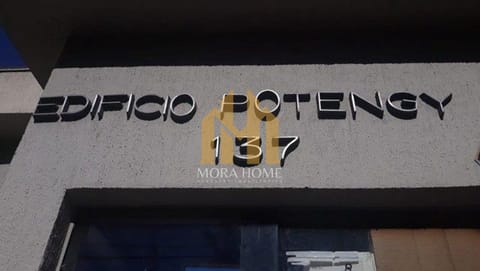 EDIFICIO POTENGY
137
MORA HOME